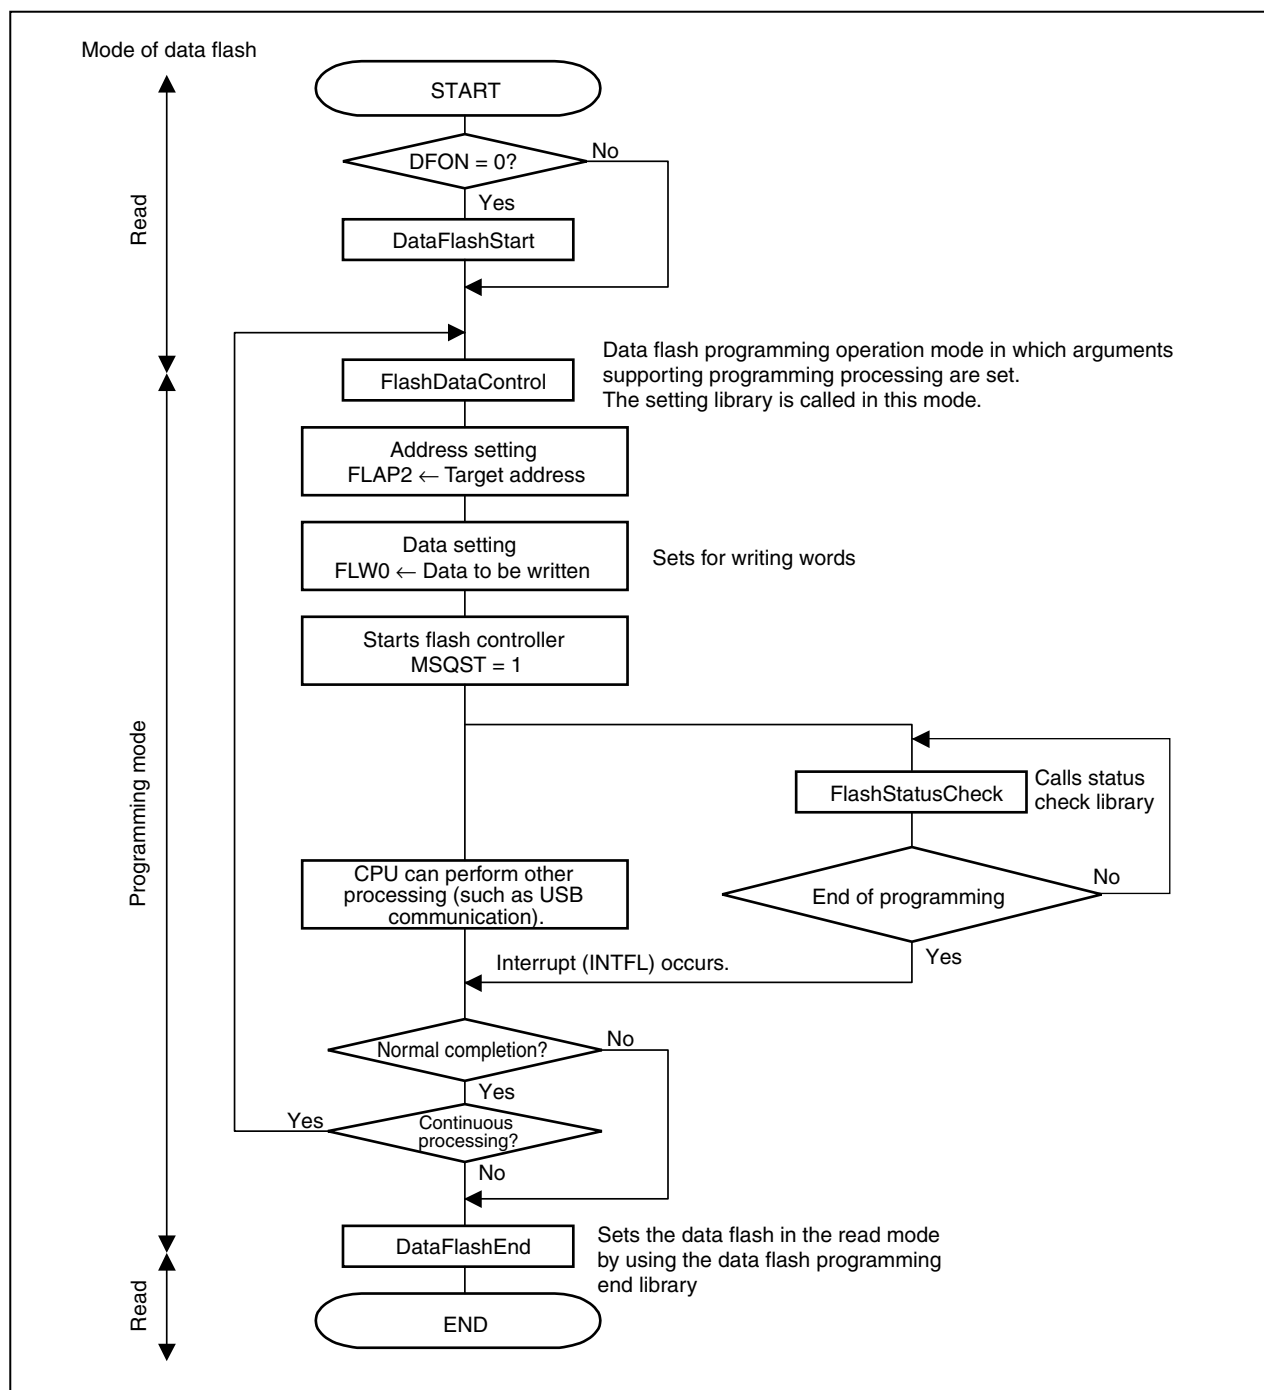 Mode of data flash
START
DFON = 0?
No
Yes
DataFlashStart
Read
FlashDataControl
Data flash programming operation mode in which arguments
supporting programming processing are set.
The setting library is called in this mode.
Address setting
FLAP2 ← Target address
Data setting
FLW0 ← Data to be written
Sets for writing words
Starts flash controller
MSQST = 1
Programming mode
FlashStatusCheck
Calls status
check library
CPU can perform other
processing (such as USB
communication).
End of programming
No
Yes
Interrupt (INTFL) occurs.
Normal completion?
No
Yes
Continuous
processing?
Yes
No
DataFlashEnd
Sets the data flash in the read mode
by using the data flash programming
end library
Read
END